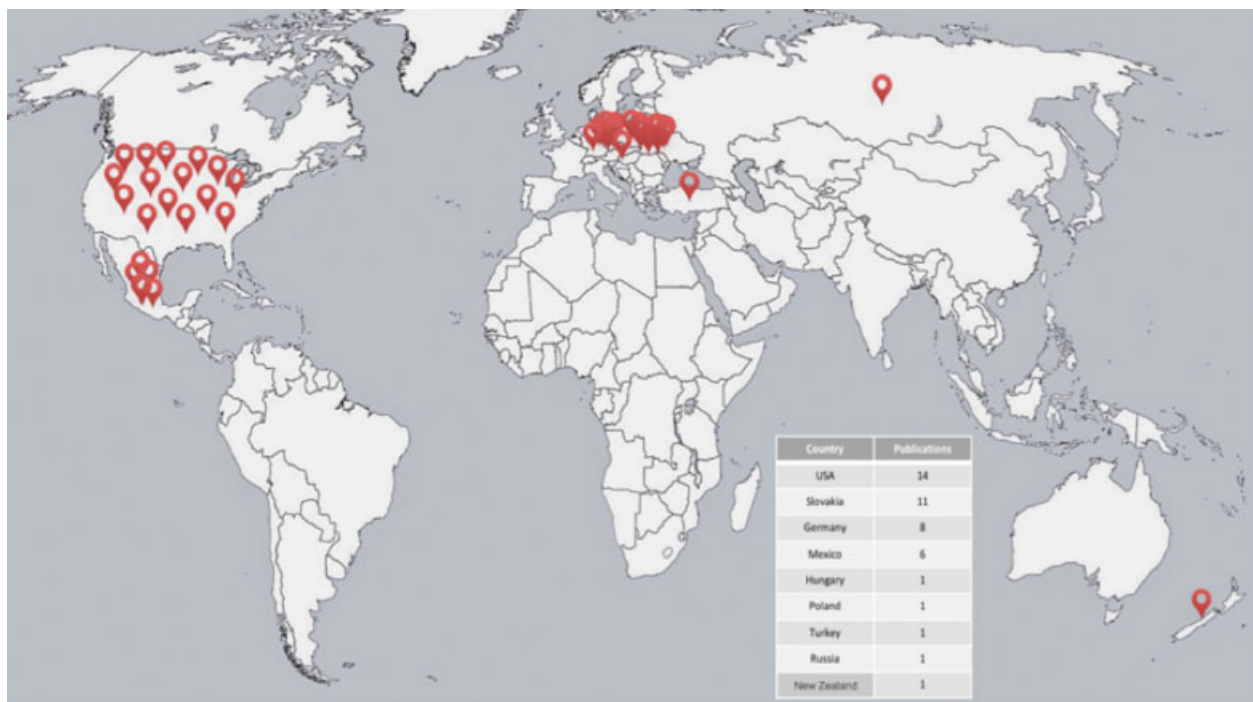 Country Publications
USA 14
Slovakia 11
Germany 8
Mexico 6
Hungary 1
Poland 1
Turkey 1
Russia 1
New Zealand 1